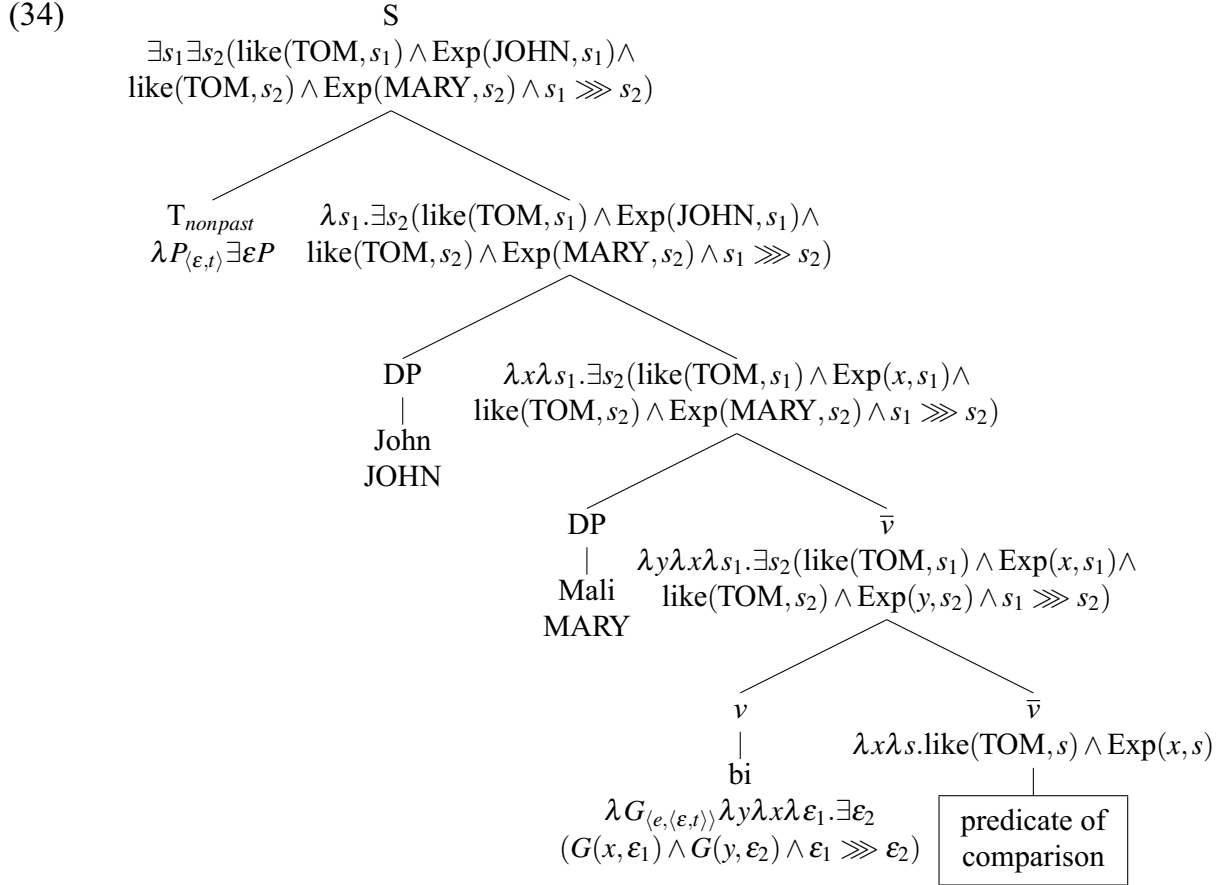 (34)
S
∃s₁∃s₂(like(TOM,s₁) ∧ Exp(JOHN,s₁)∧
like(TOM,s₂) ∧ Exp(MARY,s₂) ∧ s₁ ⋙ s₂)
T_nonpast
λP_⟨ε,t⟩∃εP
λs₁.∃s₂(like(TOM,s₁) ∧ Exp(JOHN,s₁)∧
like(TOM,s₂) ∧ Exp(MARY,s₂) ∧ s₁ ⋙ s₂)
DP
John
JOHN
λxλs₁.∃s₂(like(TOM,s₁) ∧ Exp(x,s₁)∧
like(TOM,s₂) ∧ Exp(MARY,s₂) ∧ s₁ ⋙ s₂)
DP
Mali
MARY
v̅
λyλxλs₁.∃s₂(like(TOM,s₁) ∧ Exp(x,s₁)∧
like(TOM,s₂) ∧ Exp(y,s₂) ∧ s₁ ⋙ s₂)
v
bi
λG_⟨e,⟨ε,t⟩⟩λyλxλε₁.∃ε₂
(G(x,ε₁) ∧ G(y,ε₂) ∧ ε₁ ⋙ ε₂)
v̅
λxλs.like(TOM,s) ∧ Exp(x,s)
predicate of
comparison